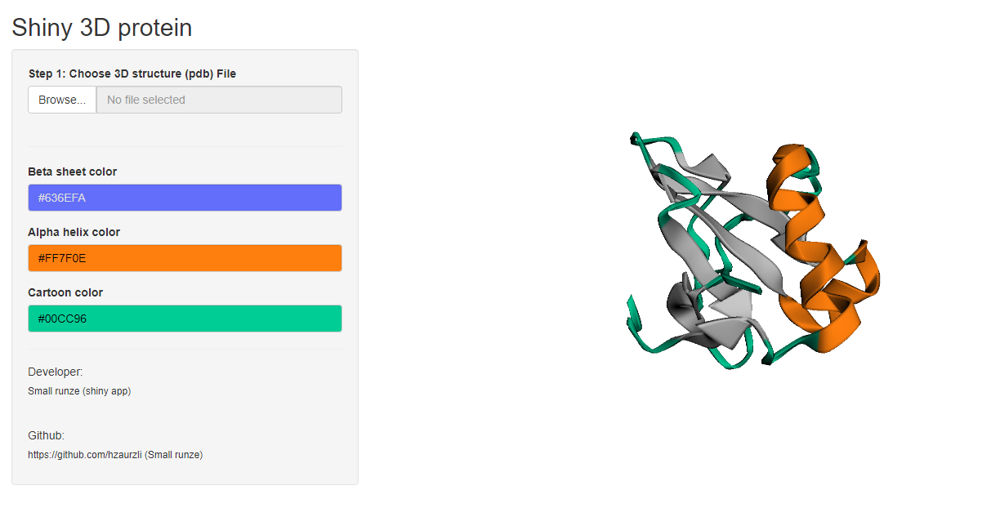 Shiny 3D protein
Step 1: Choose 3D structure (pdb) File
Browse... No file selected
Beta sheet color
#636EFA
Alpha helix color
#FF7F0E
Cartoon color
#00CC96
Developer:
Small runze (shiny app)
Github:
https://github.com/hzaurzli (Small runze)